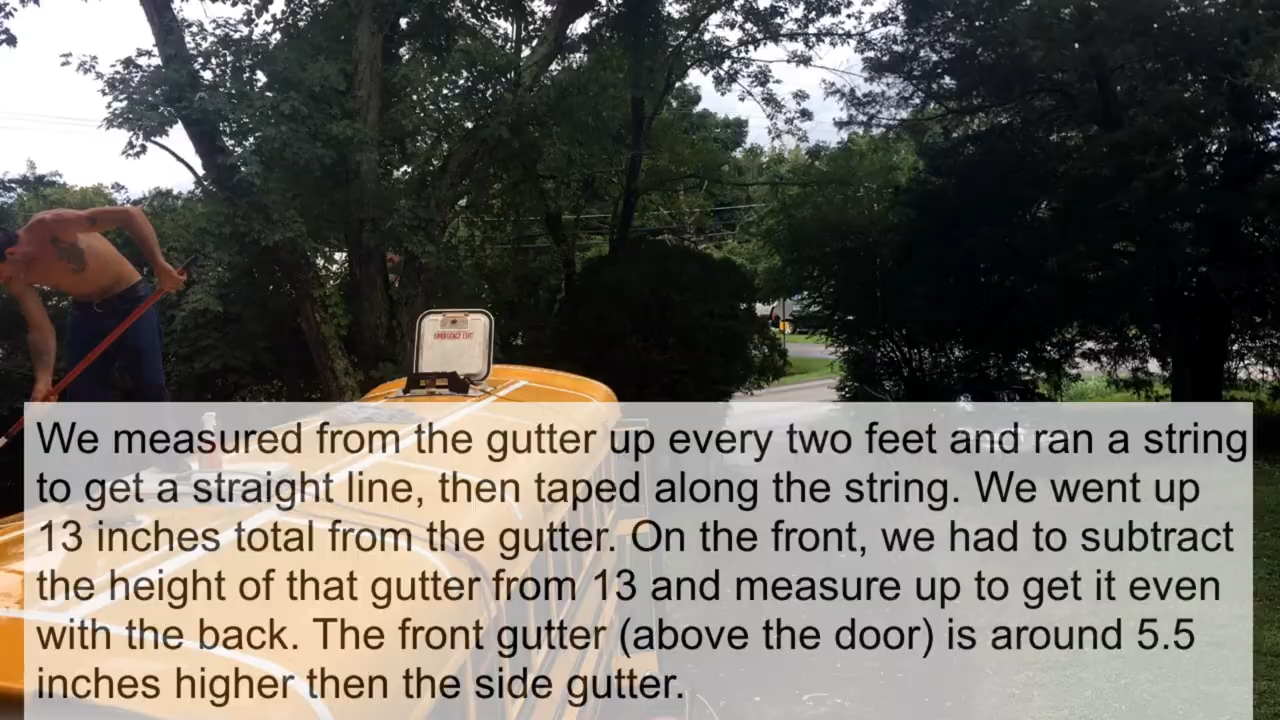 EMERGENCY EXIT
We measured from the gutter up every two feet and ran a string
to get a straight line, then taped along the string. We went up
13 inches total from the gutter. On the front, we had to subtract
the height of that gutter from 13 and measure up to get it even
with the back. The front gutter (above the door) is around 5.5
inches higher then the side gutter.